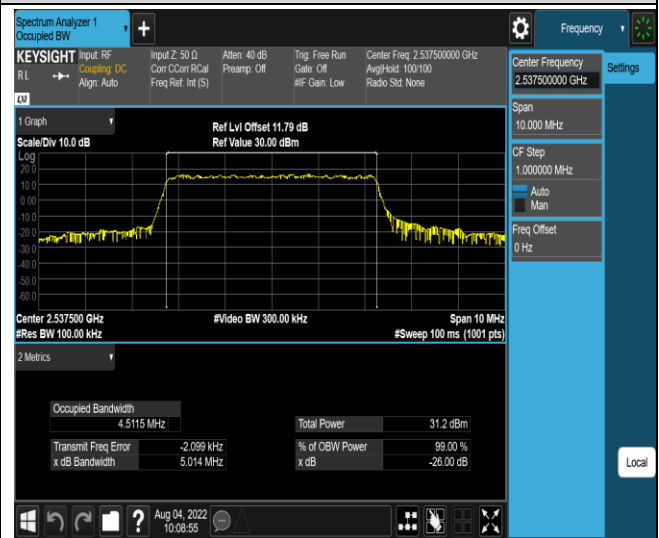 Spectrum Analyzer 1
Occupied BW
+
Frequency
KEYSIGHT
R L
LXI
Input: RF
Coupling: DC
Align: Auto
Input Z: 50 Ω
Corr CCorr RCal
Freq Ref: Int (S)
Atten: 40 dB
Preamp: Off
Trig: Free Run
Gate: Off
#IF Gain: Low
Center Freq: 2.537500000 GHz
Avg|Hold: 100/100
Radio Std: None
Center Frequency
2.537500000 GHz
Settings
Span
10.000 MHz
CF Step
1.000000 MHz
Auto
Man
Freq Offset
0 Hz
1 Graph
Scale/Div 10.0 dB
Ref Lvl Offset 11.79 dB
Ref Value 30.00 dBm
Log
20.0
10.0
0.00
-10.0
-20.0
-30.0
-40.0
-50.0
-60.0
Center 2.537500 GHz
#Video BW 300.00 kHz
Span 10 MHz
#Res BW 100.00 kHz
#Sweep 100 ms (1001 pts)
2 Metrics
Occupied Bandwidth
4.5115 MHz
Total Power 31.2 dBm
Transmit Freq Error -2.099 kHz
% of OBW Power 99.00 %
x dB Bandwidth 5.014 MHz
x dB -26.00 dB
Local
?
Aug 04, 2022
10:08:55